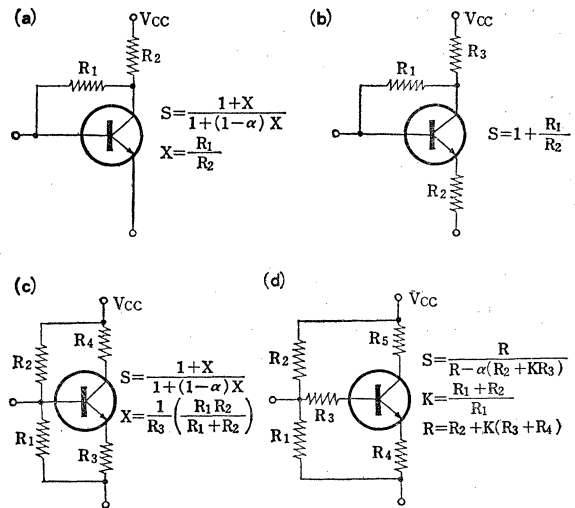 (a)
VCC
R2
R1
S=1+X/1+(1-α)X
X=R1/R2
(b)
VCC
R3
R1
S=1+R1/R2
R2
(c)
VCC
R4
R2
S=1+X/1+(1-α)X
X=1/R3(R1R2/R1+R2)
R1
R3
(d)
VCC
R5
R2
R3
S=R/R-α(R2+KR3)
K=R1+R2/R1
R=R2+K(R3+R4)
R1
R4